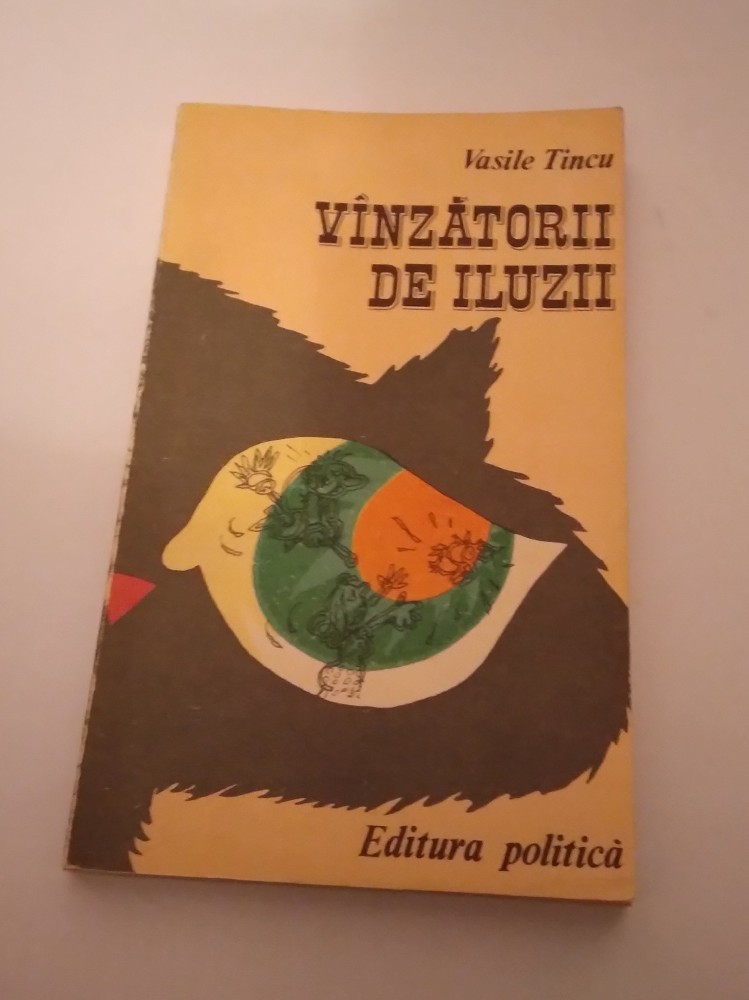 Vasile Tincu
VÎNZĂTORII
DE ILUZII
Editura politică